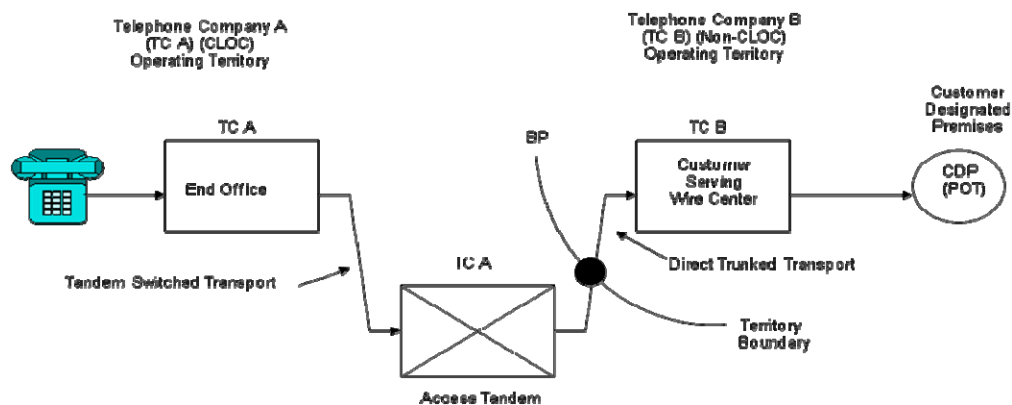 Telephone Company A
(TC A) (CLOC)
Operating Territory
Telephone Company B
(TC B) (Non-CLOC)
Operating Territory
Customer
Designated
Premises
TC A
BP
TC B
End Office
Customer
Serving
Wire Center
CDP
(POT)
Tandem Switched Transport
TC A
Direct Trunked Transport
Territory
Boundary
Access Tandem